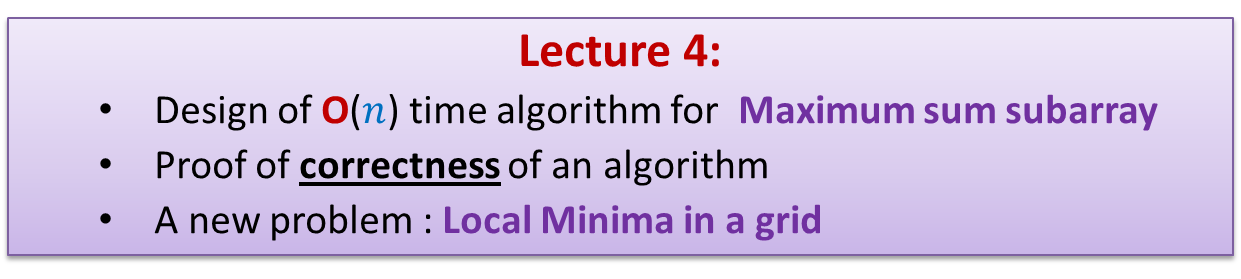 Lecture 4:
• Design of O(n) time algorithm for Maximum sum subarray
• Proof of correctness of an algorithm
• A new problem : Local Minima in a grid